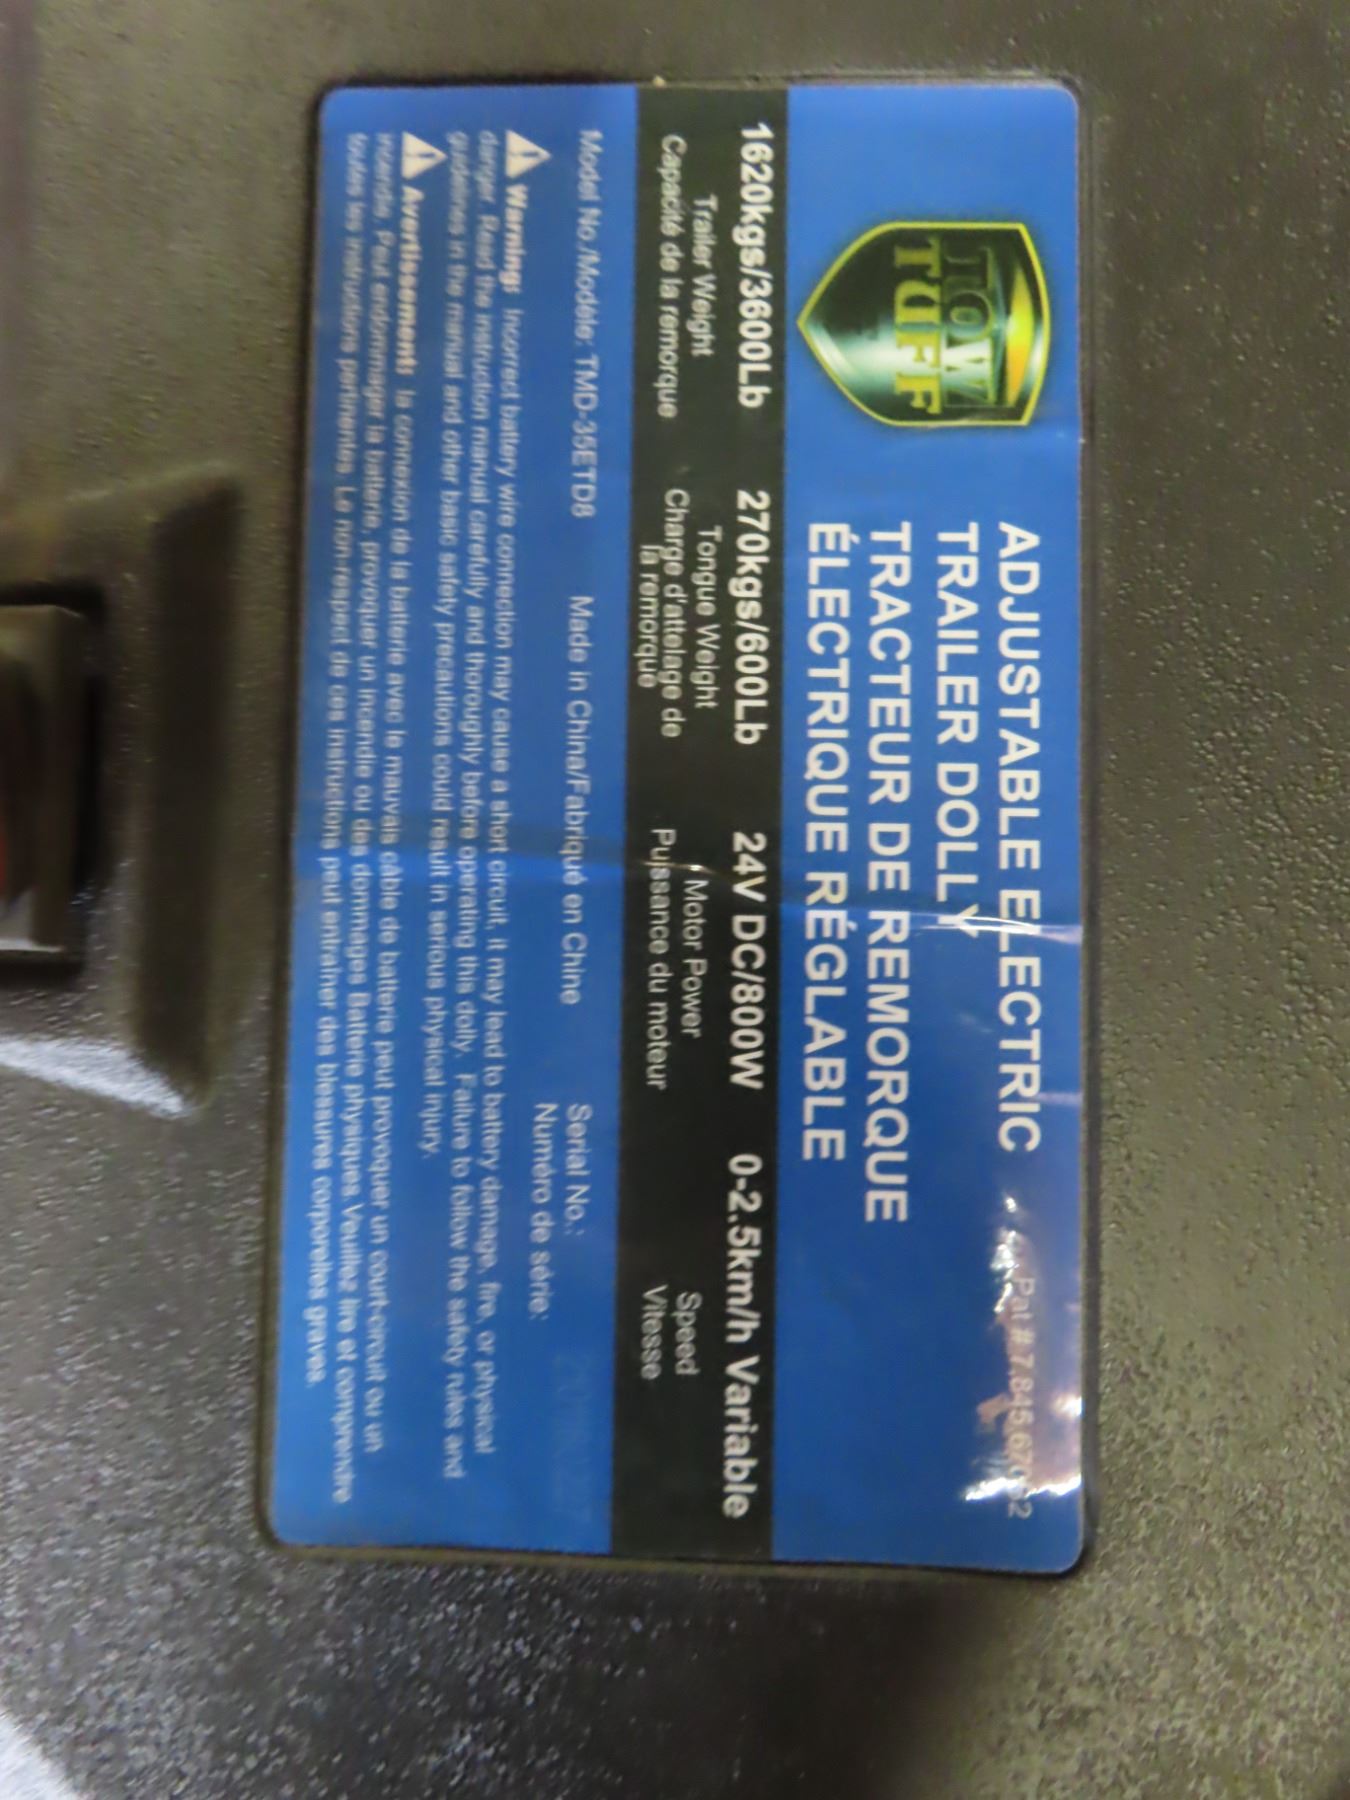 TOW
TUFF
ADJUSTABLE ELECTRIC
TRAILER DOLLY
TRACTEUR DE REMORQUE
ÉLECTRIQUE RÉGLABLE
Pat # 7,845,670
1620kgs/3600Lb
Trailer Weight
Capacité de la remorque
270kgs/600Lb
Tongue Weight
Charge d'attelage de
la remorque
24V DC/800W
Motor Power
Puissance du moteur
0-2.5km/h Variable
Speed
Vitesse
Model No./Modèle: TMD-35ETD8
Made in China/Fabriqué en Chine
Serial No.:
Numéro de série:
Warning: Incorrect battery wire connection may cause a short circuit, it may lead to battery damage, fire, or physical
danger. Read the instruction manual carefully and thoroughly before operating this dolly. Failure to follow the safety rules and
guidelines in the manual and other basic safety precautions could result in serious physical injury.
Avertissement: la connexion de la batterie avec le mauvais câble de batterie peut provoquer un court-circuit ou un
incendie. Peut endommager la batterie, provoquer un incendie ou des dommages Batterie physiques. Veuillez lire et comprendre
toutes les instructions pertinentes. Le non-respect de ces instructions peut entraîner des blessures corporelles graves.